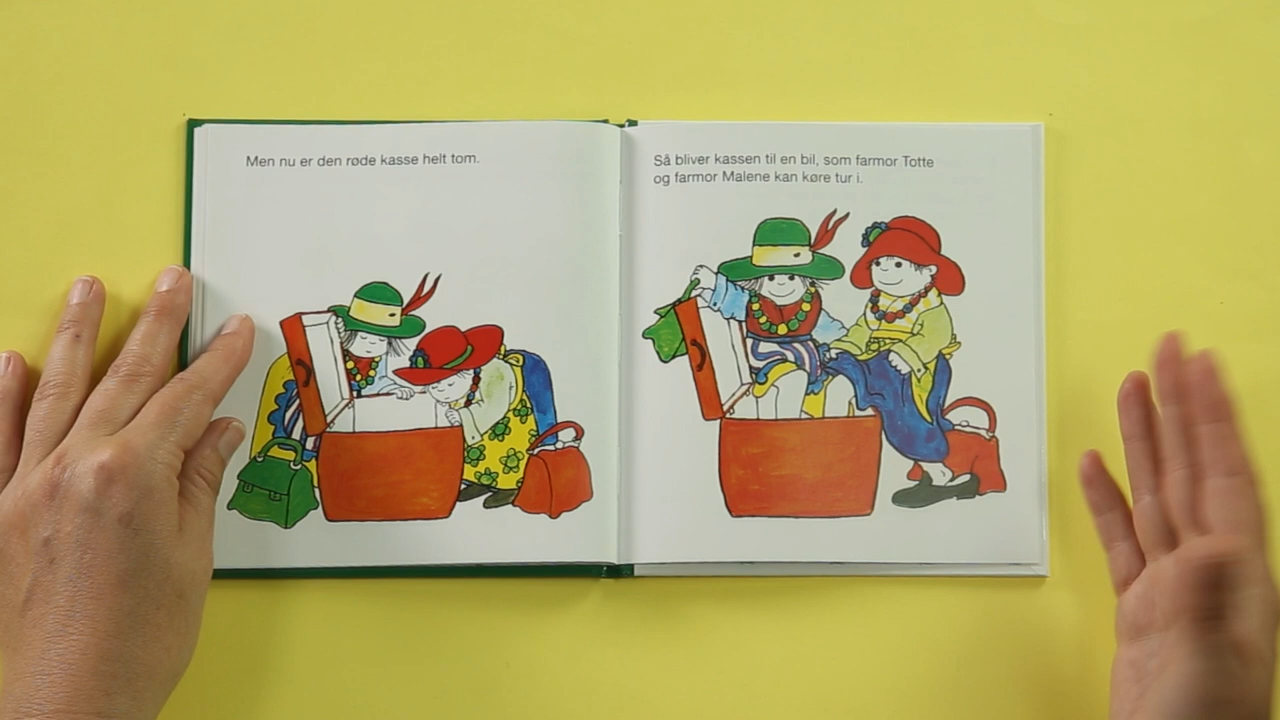 Men nu er den røde kasse helt tom.
Så bliver kassen til en bil, som farmor Totte
og farmor Malene kan køre tur i.